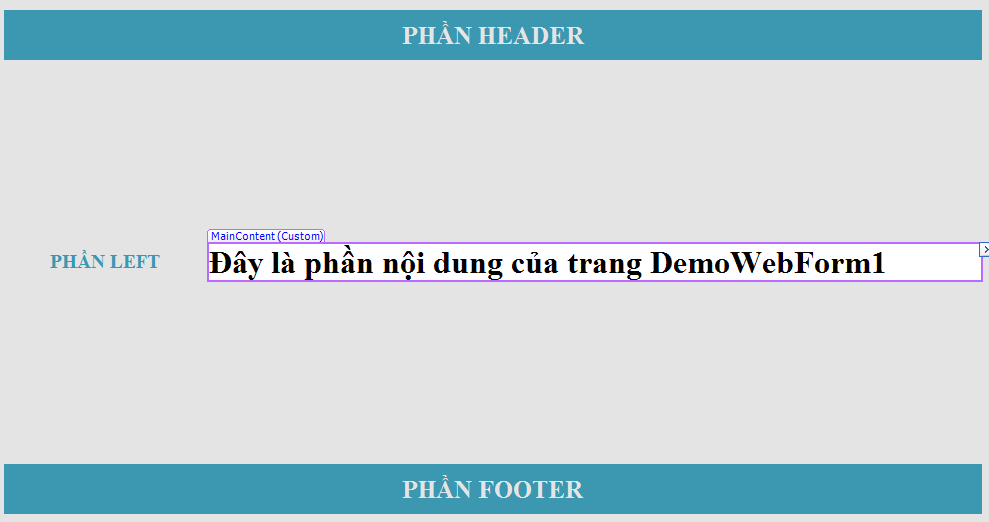 PHẦN HEADER
MainContent (Custom)
PHẦN LEFT
Đây là phần nội dung của trang DemoWebForm1
PHẦN FOOTER